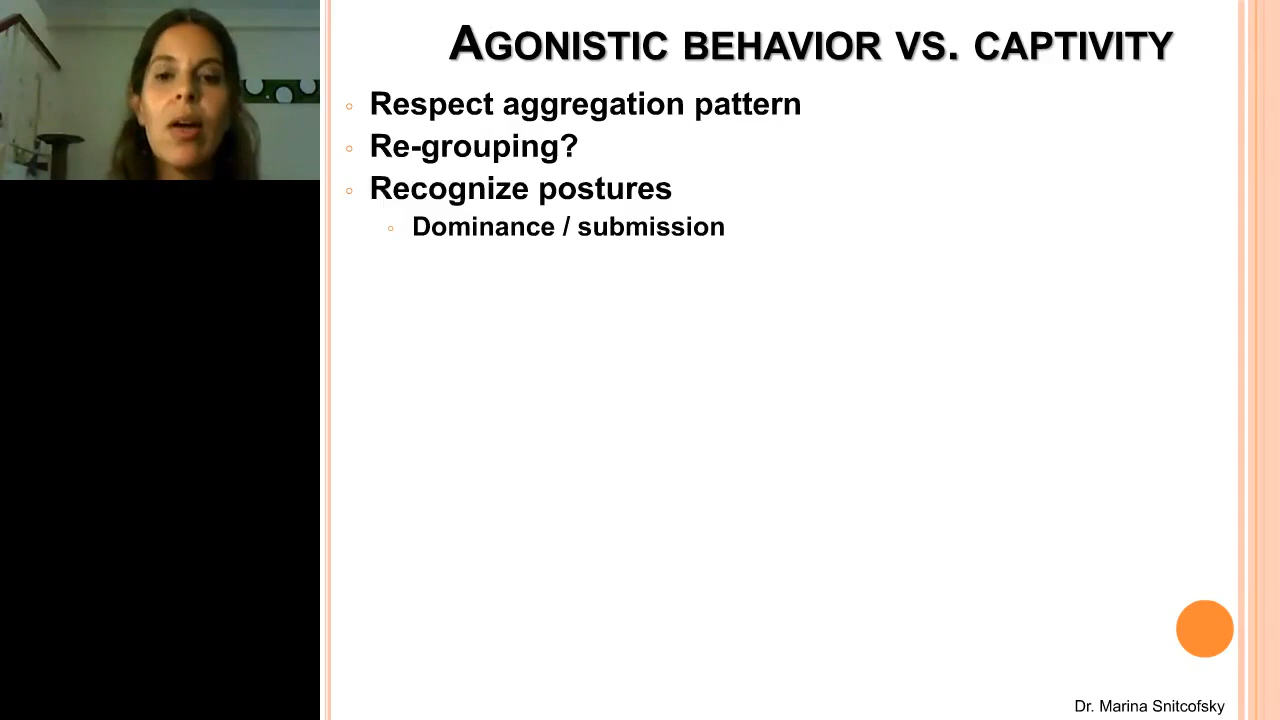 AGONISTIC BEHAVIOR VS. CAPTIVITY
Respect aggregation pattern
Re-grouping?
Recognize postures
Dominance / submission
Dr. Marina Snitcofsky